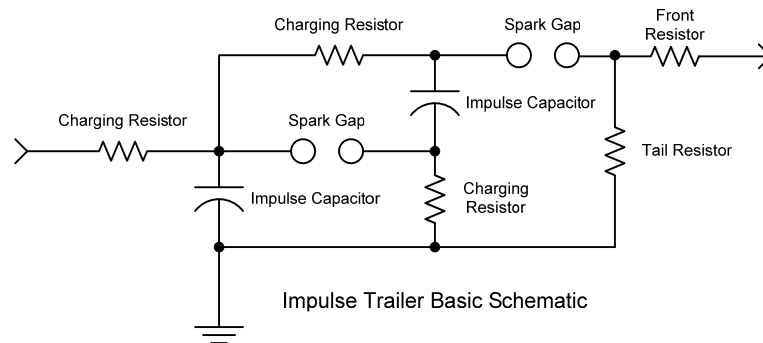 Charging Resistor
Spark Gap
Front
Resistor
Impulse Capacitor
Charging Resistor
Spark Gap
Tail Resistor
Impulse Capacitor
Charging
Resistor
Impulse Trailer Basic Schematic